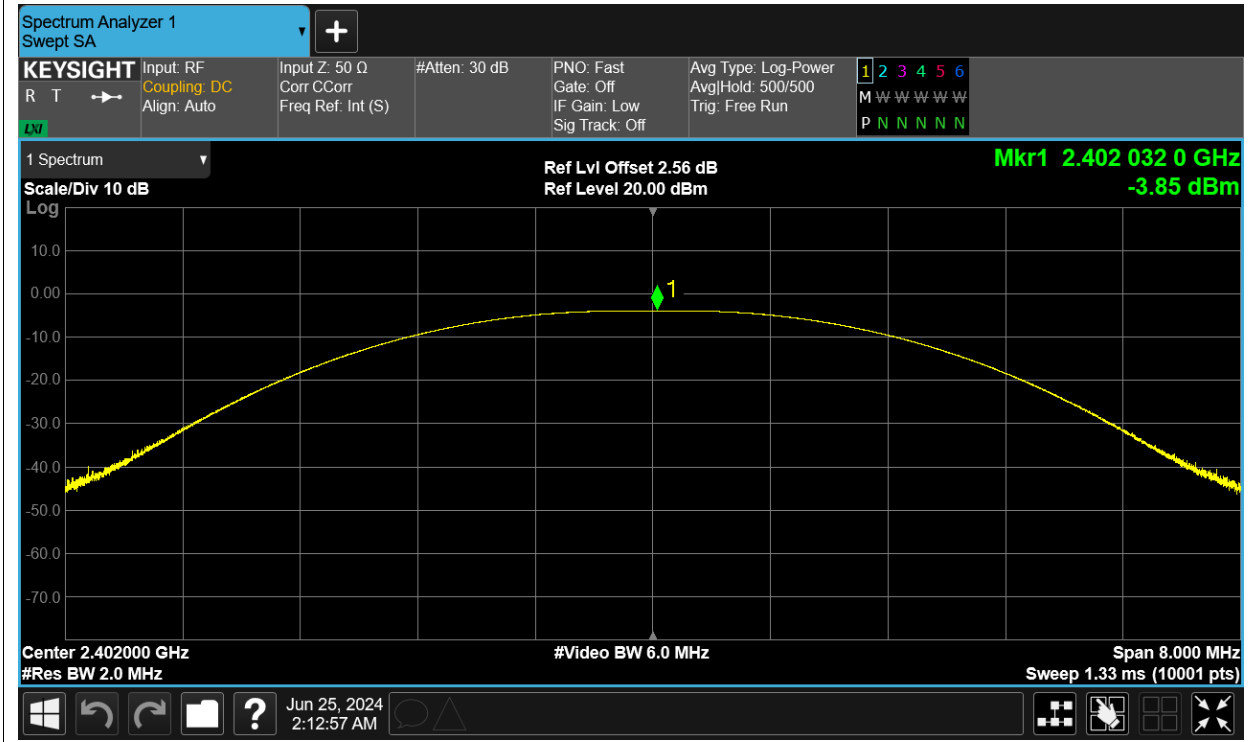 Spectrum Analyzer 1
Swept SA
KEYSIGHT
R T
LXI
Input: RF
Coupling: DC
Align: Auto
Input Z: 50 Ω
Corr CCorr
Freq Ref: Int (S)
#Atten: 30 dB
PNO: Fast
Gate: Off
IF Gain: Low
Sig Track: Off
Avg Type: Log-Power
Avg|Hold: 500/500
Trig: Free Run
1 2 3 4 5 6
M W W W W W
P N N N N N
1 Spectrum
Scale/Div 10 dB
Log
Ref Lvl Offset 2.56 dB
Ref Level 20.00 dBm
Mkr1 2.402 032 0 GHz
-3.85 dBm
1
10.0
0.00
-10.0
-20.0
-30.0
-40.0
-50.0
-60.0
-70.0
Center 2.402000 GHz
#Res BW 2.0 MHz
#Video BW 6.0 MHz
Span 8.000 MHz
Sweep 1.33 ms (10001 pts)
?
Jun 25, 2024
2:12:57 AM